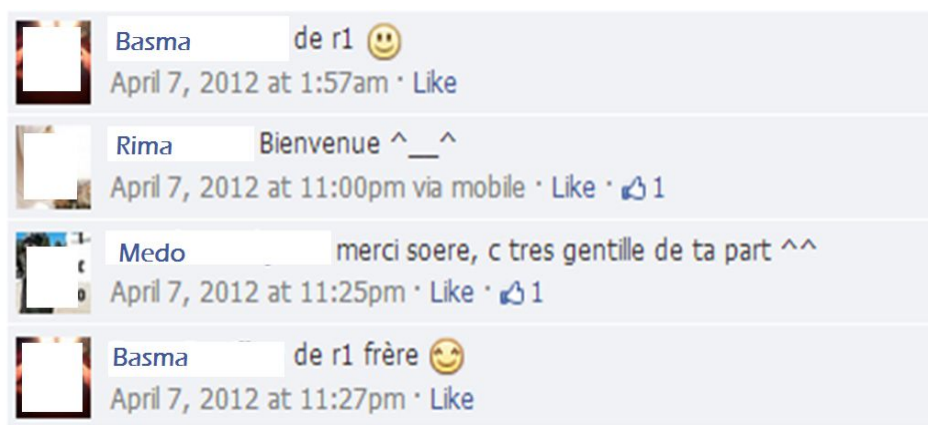 Basma de r1
April 7, 2012 at 1:57am · Like
Rima Bienvenue ^__^
April 7, 2012 at 11:00pm via mobile · Like · 1
Medo merci soere, c tres gentille de ta part ^^
April 7, 2012 at 11:25pm · Like · 1
Basma de r1 frère
April 7, 2012 at 11:27pm · Like